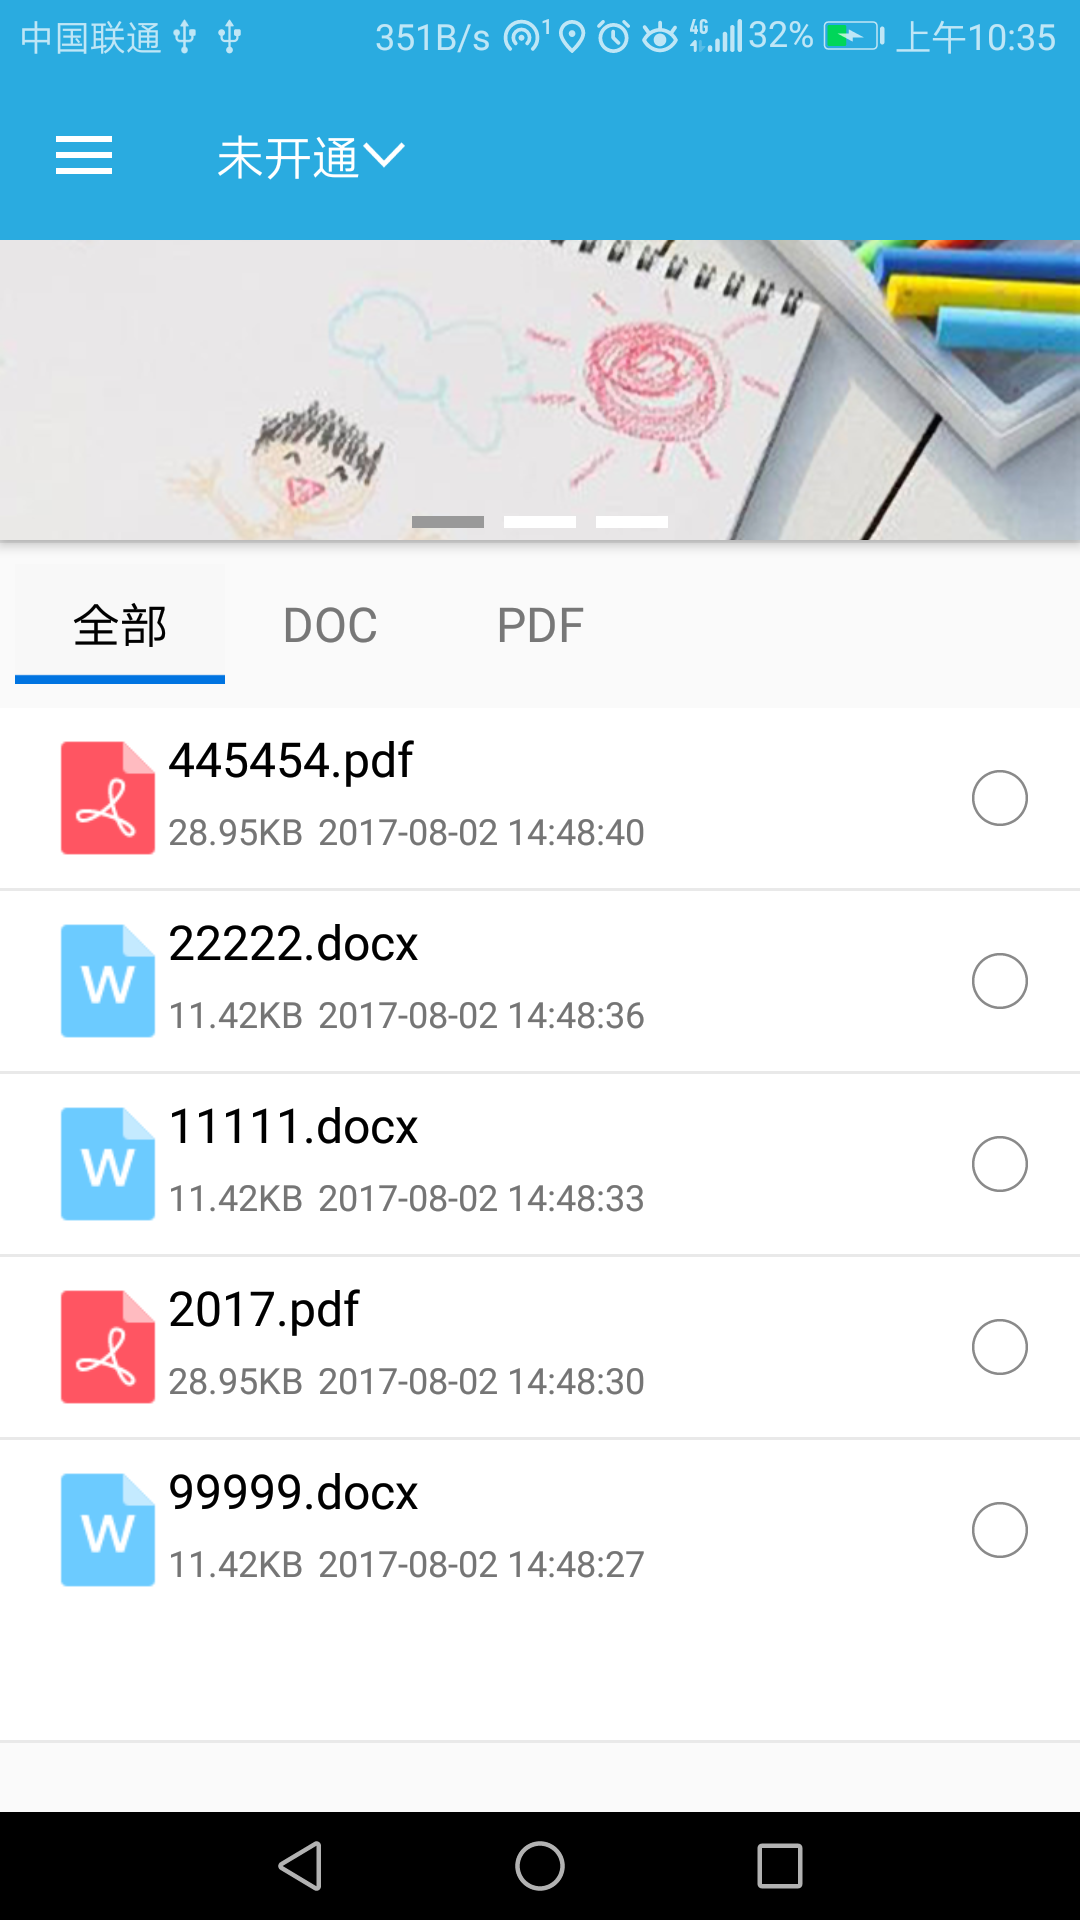 中国联通 351B/s 1 4G 32% 上午10:35
未开通
全部 DOC PDF
445454.pdf
28.95KB 2017-08-02 14:48:40
W
22222.docx
11.42KB 2017-08-02 14:48:36
W
11111.docx
11.42KB 2017-08-02 14:48:33
2017.pdf
28.95KB 2017-08-02 14:48:30
W
99999.docx
11.42KB 2017-08-02 14:48:27